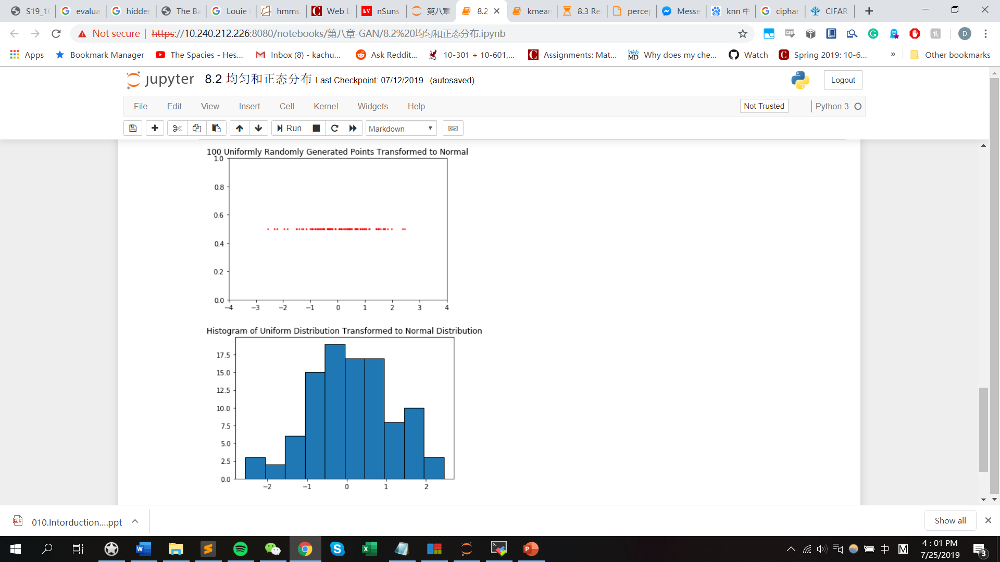 S19_10
evalua
hidden
The Ba
Louie
hmms.
Web L
LV
nSuns
第八章
8.2
kmean
8.3 Re
percep
Messe
knn 中
ciphar
CIFAR
Not secure
https://10.240.212.226:8080/notebooks/第八章-GAN/8.2%20均匀和正态分布.ipynb
D
Apps
Bookmark Manager
The Spacies - Hes...
Inbox (8) - kachu...
Ask Reddit...
10-301 + 10-601,...
Assignments: Mat...
Web MD
Why does my che...
Watch
Spring 2019: 10-6...
»
Other bookmarks
jupyter 8.2 均匀和正态分布 Last Checkpoint: 07/12/2019 (autosaved)
Logout
File Edit View Insert Cell Kernel Widgets Help
Not Trusted
Python 3
Run
Markdown
100 Uniformly Randomly Generated Points Transformed to Normal
1.0
0.8
0.6
0.4
0.2
0.0
−4 −3 −2 −1 0 1 2 3 4
Histogram of Uniform Distribution Transformed to Normal Distribution
17.5
15.0
12.5
10.0
7.5
5.0
2.5
0.0
−2 −1 0 1 2
010.Intorduction....ppt
Show all
中
M
4 : 01 PM
7/25/2019
3